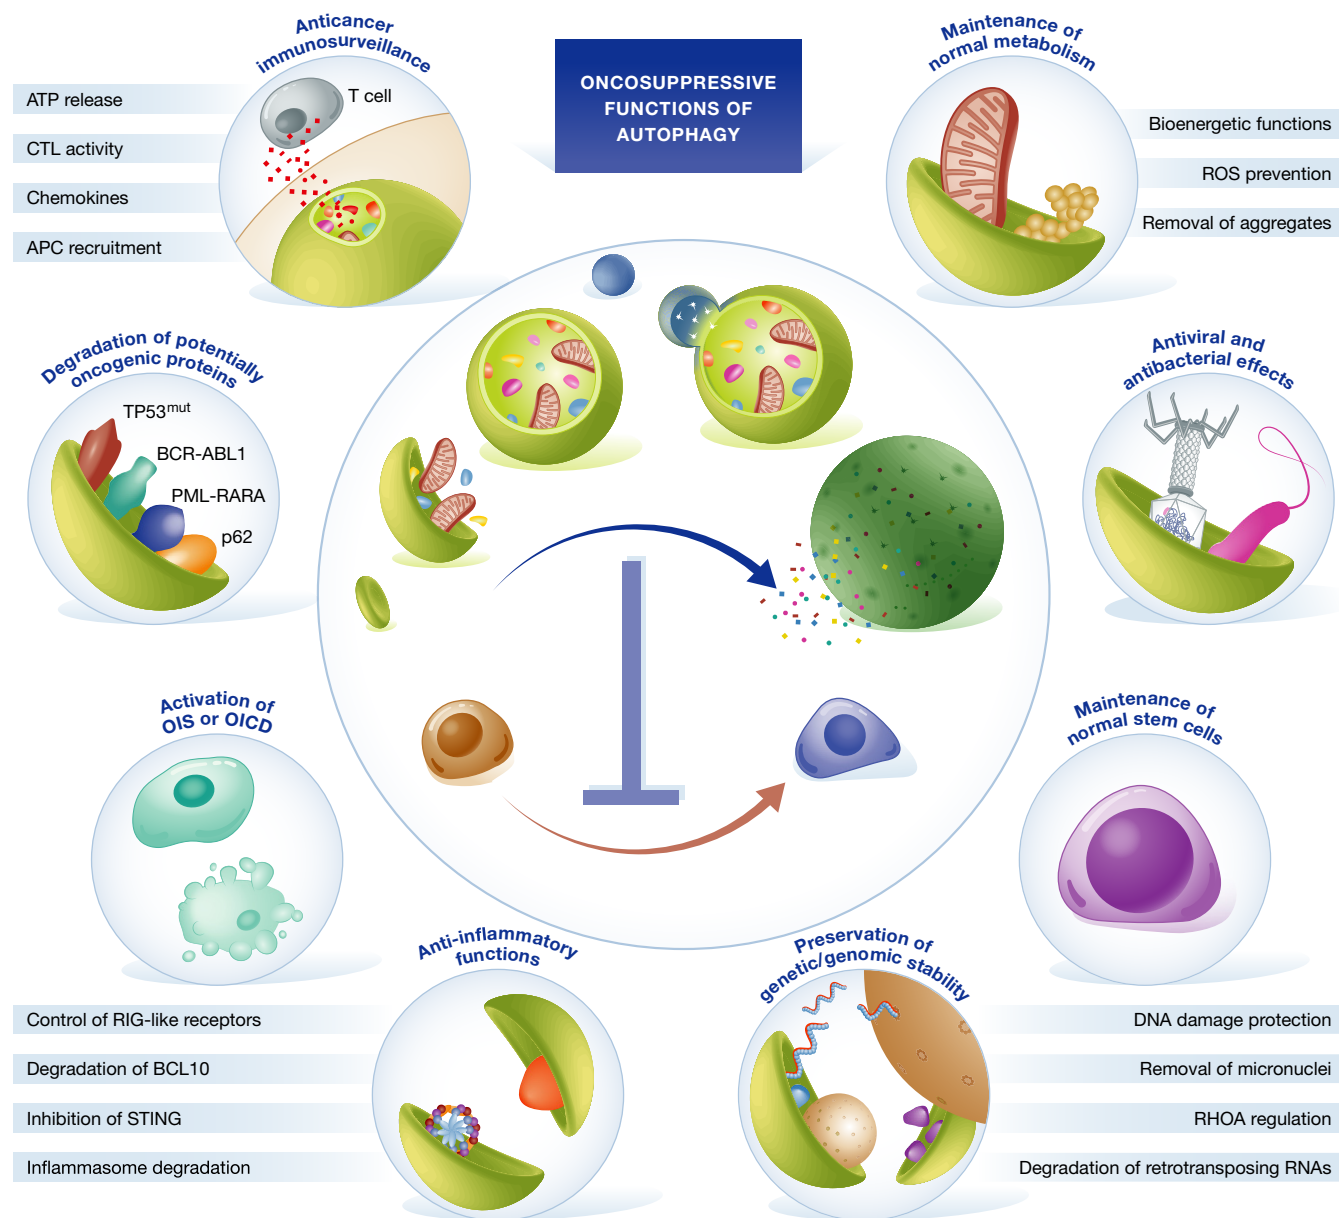 ONCOSUPPRESSIVE
FUNCTIONS OF
AUTOPHAGY
Anticancer
immunosurveillance
T cell
ATP release
CTL activity
Chemokines
APC recruitment
Maintenance of
normal metabolism
Bioenergetic functions
ROS prevention
Removal of aggregates
Degradation of potentially
oncogenic proteins
TP53mut
BCR-ABL1
PML-RARA
p62
Antiviral and
antibacterial effects
Activation of
OIS or OICD
Maintenance of
normal stem cells
Anti-inflammatory
functions
Control of RIG-like receptors
Degradation of BCL10
Inhibition of STING
Inflammasome degradation
Preservation of
genetic/genomic stability
DNA damage protection
Removal of micronuclei
RHOA regulation
Degradation of retrotransposing RNAs